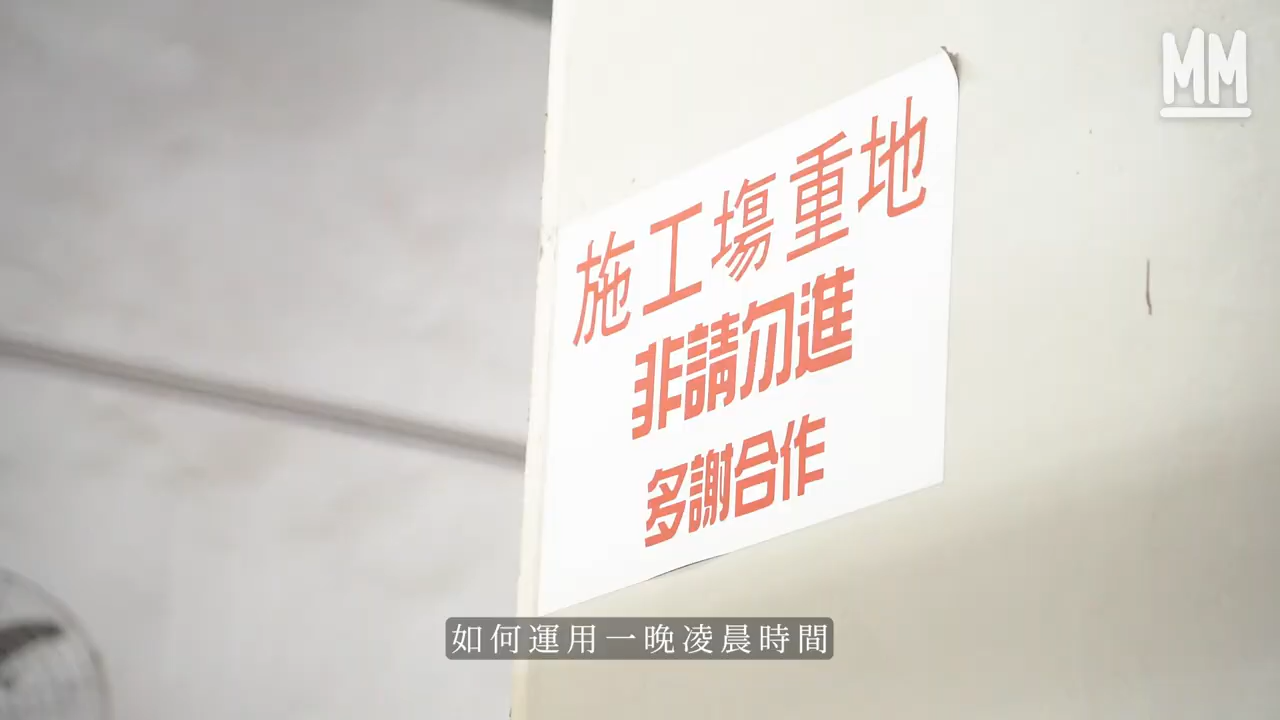 MM
施工塲重地
非請勿進
多謝合作
如何運用一晚凌晨時間